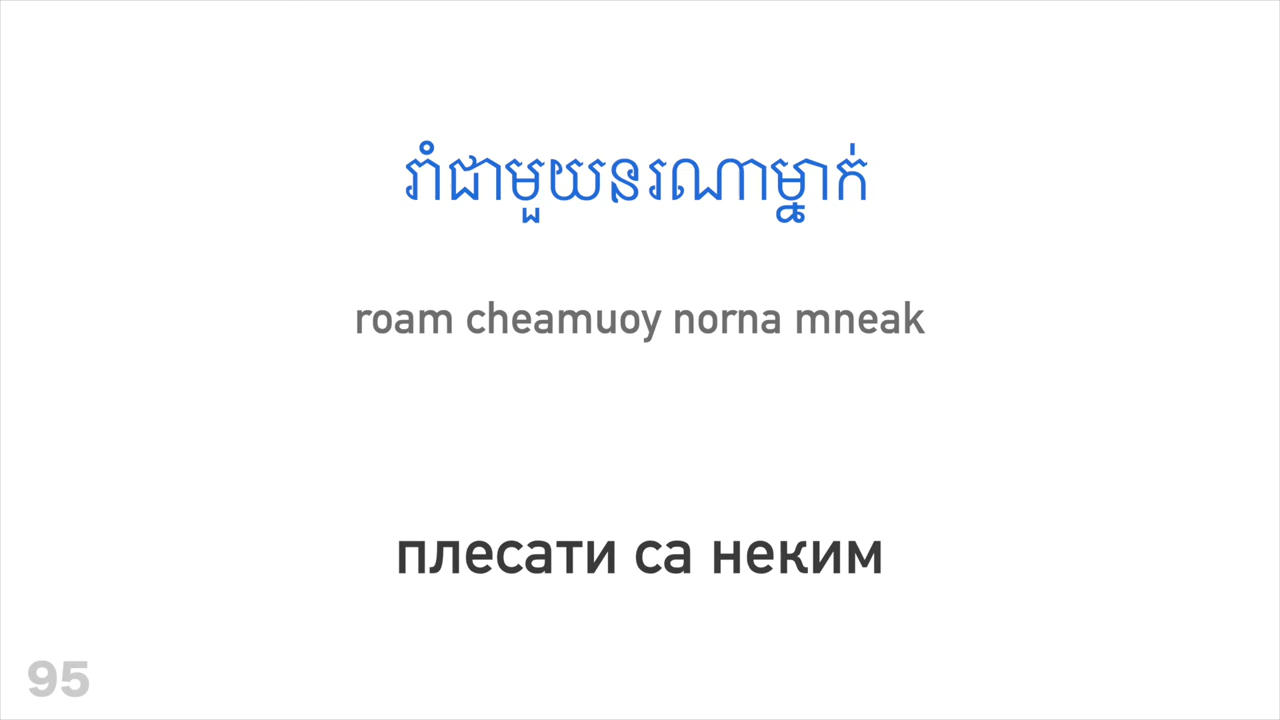 រាំជាមួយនរណាម្នាក់
roam cheamuoy norna mneak
плесати са неким
95